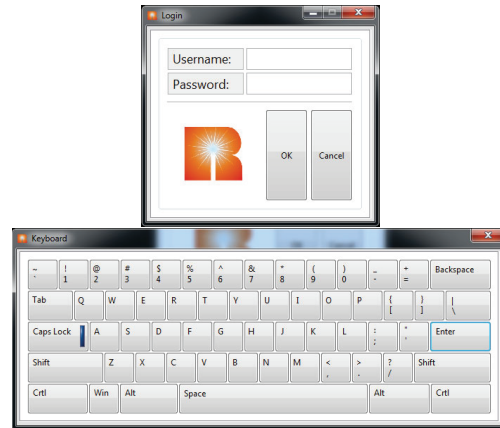 Login
Username:
Password:
OK Cancel
Keyboard
~ ! @ # $ % ^ & * ( ) _ + Backspace
` 1 2 3 4 5 6 7 8 9 0 - =
Tab Q W E R T Y U I O P { } |
[ ] \
Caps Lock A S D F G H J K L : " Enter
; '
Shift Z X C V B N M < > ? Shift
, . /
Crtl Win Alt Space Alt Crtl